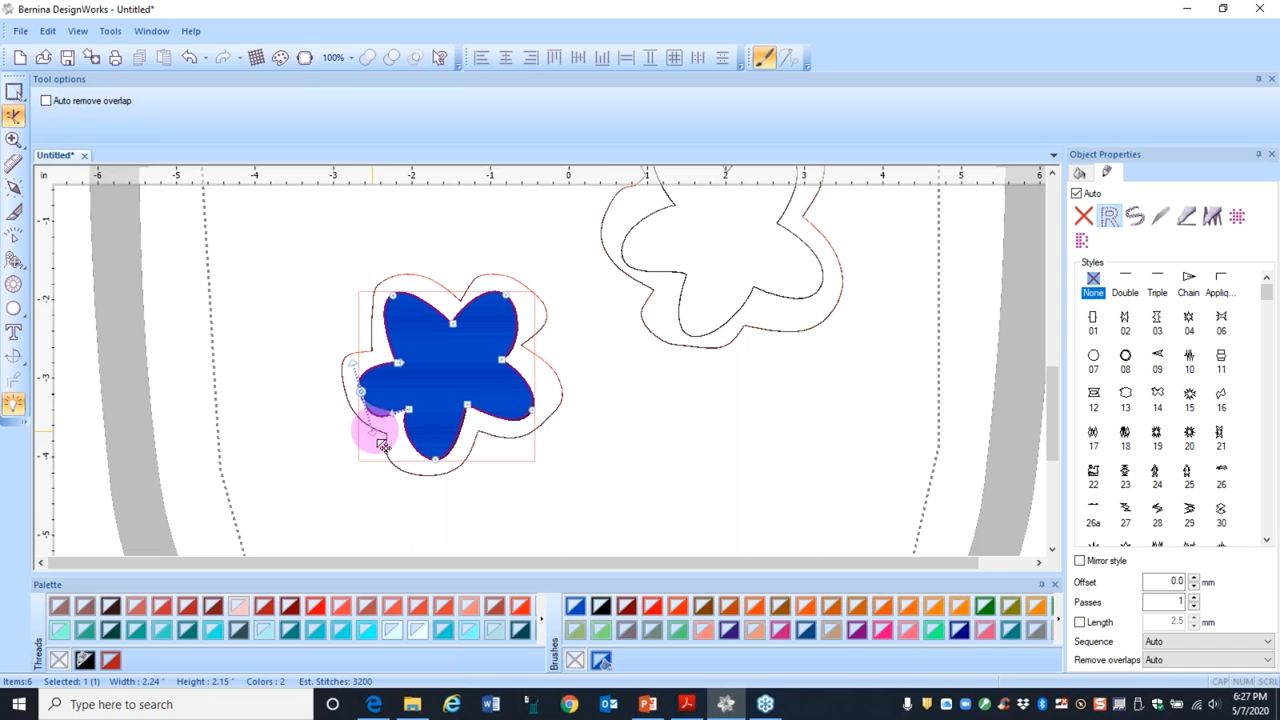 Bernina DesignWorks - Untitled*
File Edit View Tools Window Help
100%
Tool options
Auto remove overlap
Untitled*
in -6 -5 -4 -3 -2 -1 0 1 2 3 4 5 6
-1
-2
-3
-4
-5
Object Properties
Auto
Styles
None Double Triple Chain Appliq...
01 02 03 04 06
07 08 09 10 11
12 13 14 15 16
17 18 19 20 21
22 23 24 25 26
26a 27 28 29 30
Mirror style
Offset 0.0 mm
Passes 1
Length 2.5 mm
Sequence Auto
Remove overlaps Auto
Palette
Threads
Brushes
Items:6 Selected: 1 (1) Width : 2.24 " Height : 2.15 " Colors : 2 Est. Stitches: 3200
CAP NUM SCRL
Type here to search
6:27 PM
5/7/2020